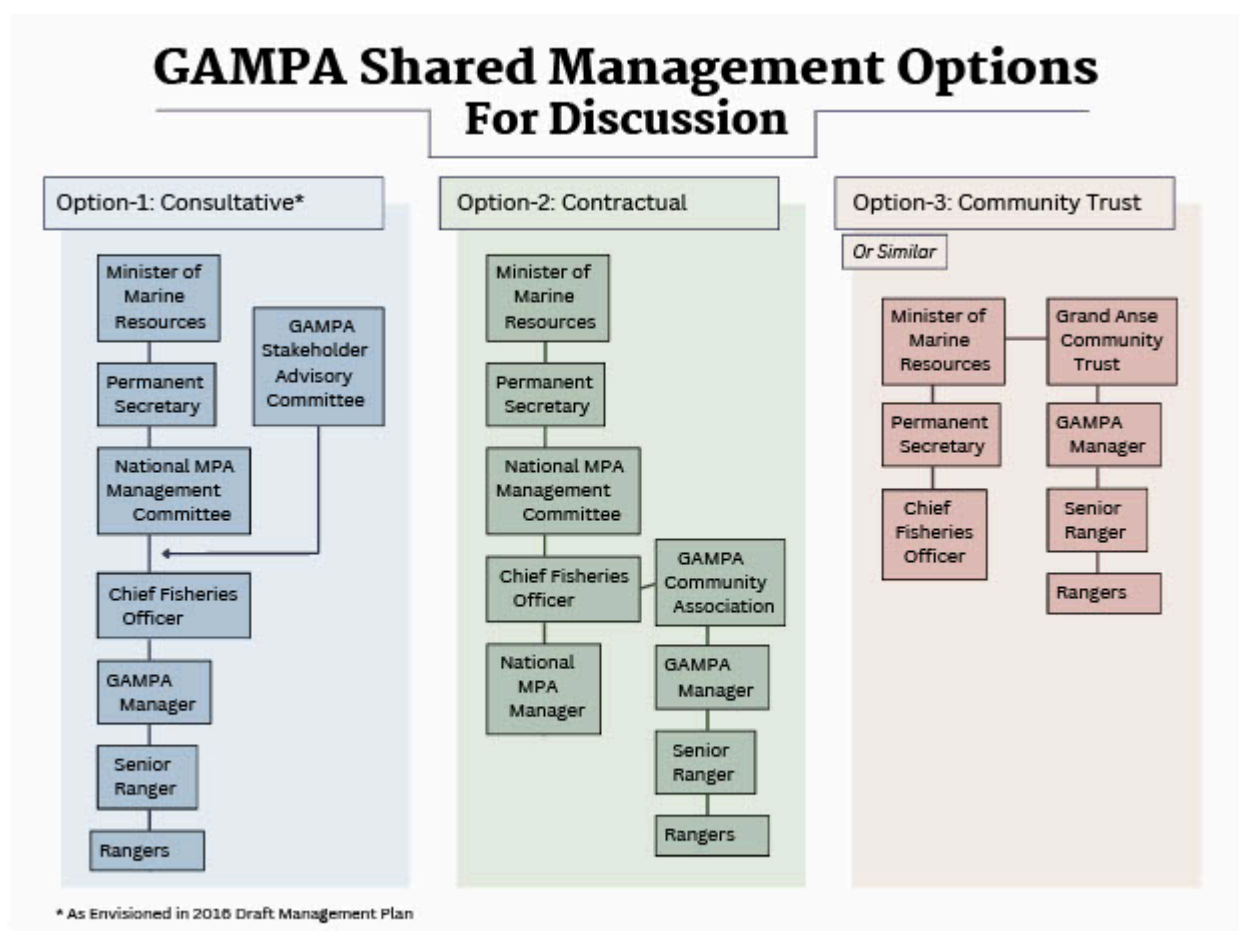 GAMPA Shared Management Options
For Discussion
Option-1: Consultative*
Minister of
Marine
Resources
GAMPA
Stakeholder
Advisory
Committee
Permanent
Secretary
National MPA
Management
Committee
Chief Fisheries
Officer
GAMPA
Manager
Senior
Ranger
Rangers
Option-2: Contractual
Minister of
Marine
Resources
Permanent
Secretary
National MPA
Management
Committee
Chief Fisheries
Officer
GAMPA
Community
Association
National
MPA
Manager
GAMPA
Manager
Senior
Ranger
Rangers
Option-3: Community Trust
Or Similar
Minister of
Marine
Resources
Grand Anse
Community
Trust
Permanent
Secretary
GAMPA
Manager
Chief
Fisheries
Officer
Senior
Ranger
Rangers
* As Envisioned in 2016 Draft Management Plan